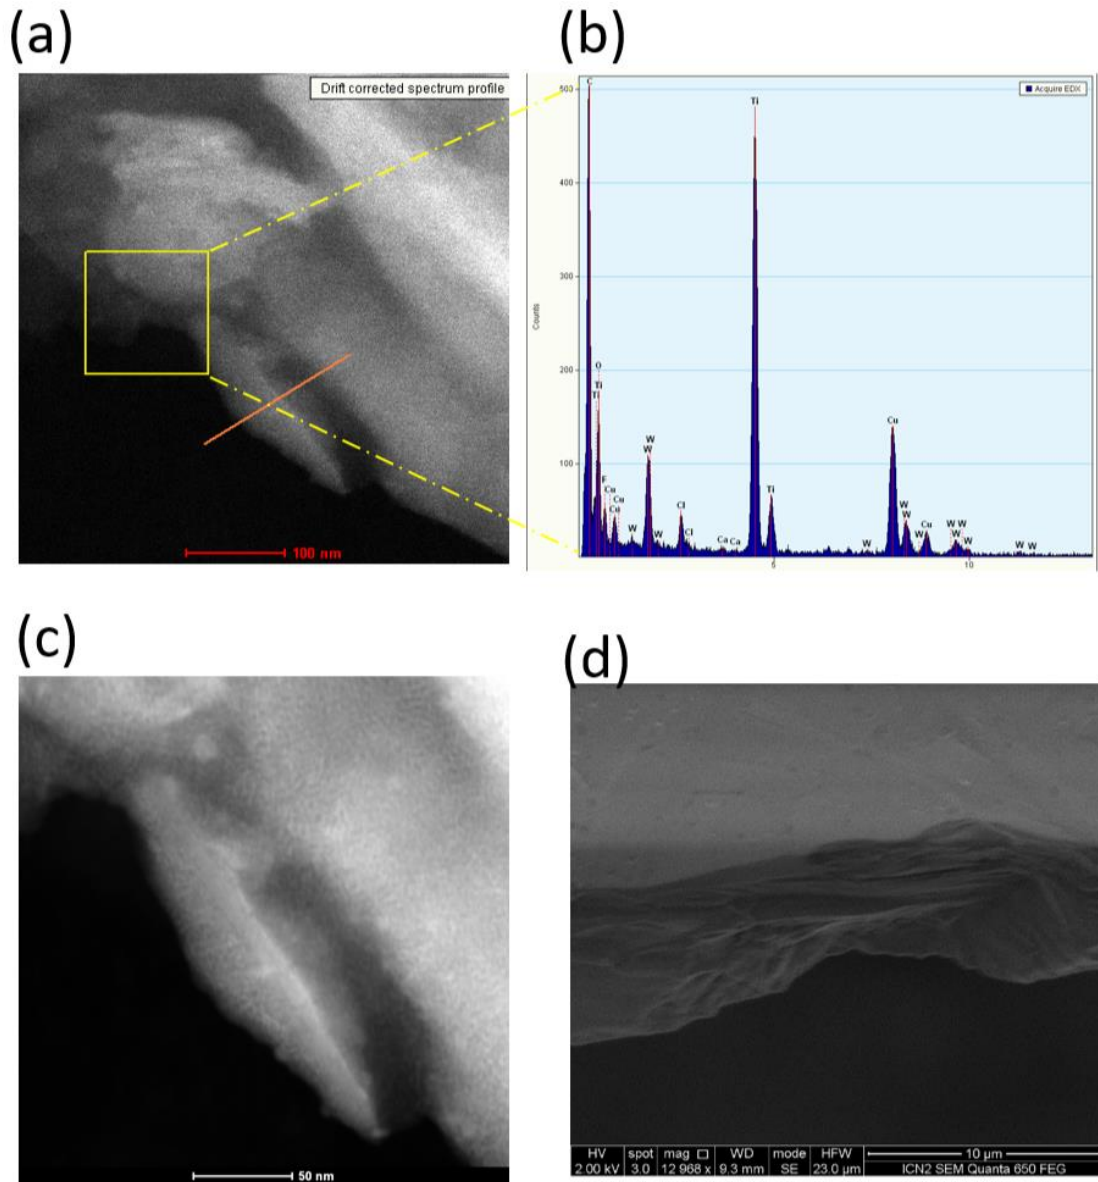 (a)
(b)
Drift corrected spectrum profile
100 nm
Acquire EDX
Counts
500
400
300
200
100
5
10
C
O
Ti
Ti
F
Cu
Cu
Cu
W
W
W
W
Cl
Cl
Ca
Ca
Ti
Ti
W
Cu
W
W
W
Cu
W
W
W
W
W
W
(c)
50 nm
(d)
HV spot mag WD mode HFW 10 µm
2.00 kV 3.0 12 968 x 9.3 mm SE 23.0 µm ICN2 SEM Quanta 650 FEG